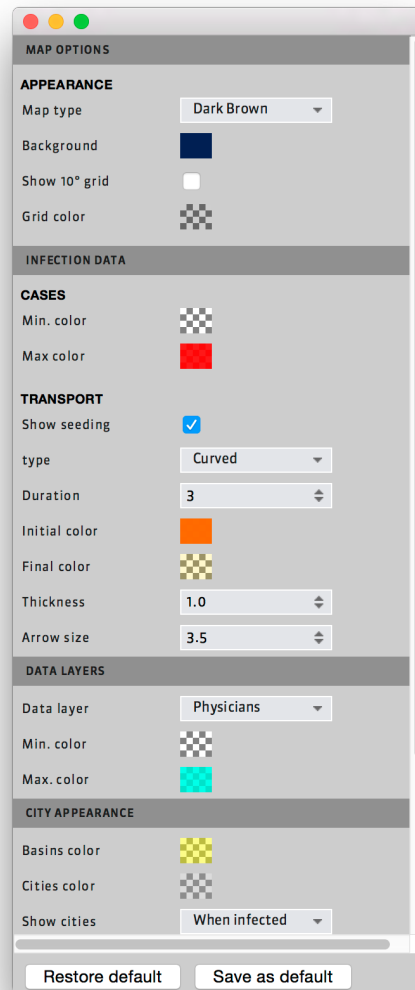 MAP OPTIONS
APPEARANCE
Map type Dark Brown
Background
Show 10° grid
Grid color
INFECTION DATA
CASES
Min. color
Max color
TRANSPORT
Show seeding
type Curved
Duration 3
Initial color
Final color
Thickness 1.0
Arrow size 3.5
DATA LAYERS
Data layer Physicians
Min. color
Max. color
CITY APPEARANCE
Basins color
Cities color
Show cities When infected
Restore default Save as default